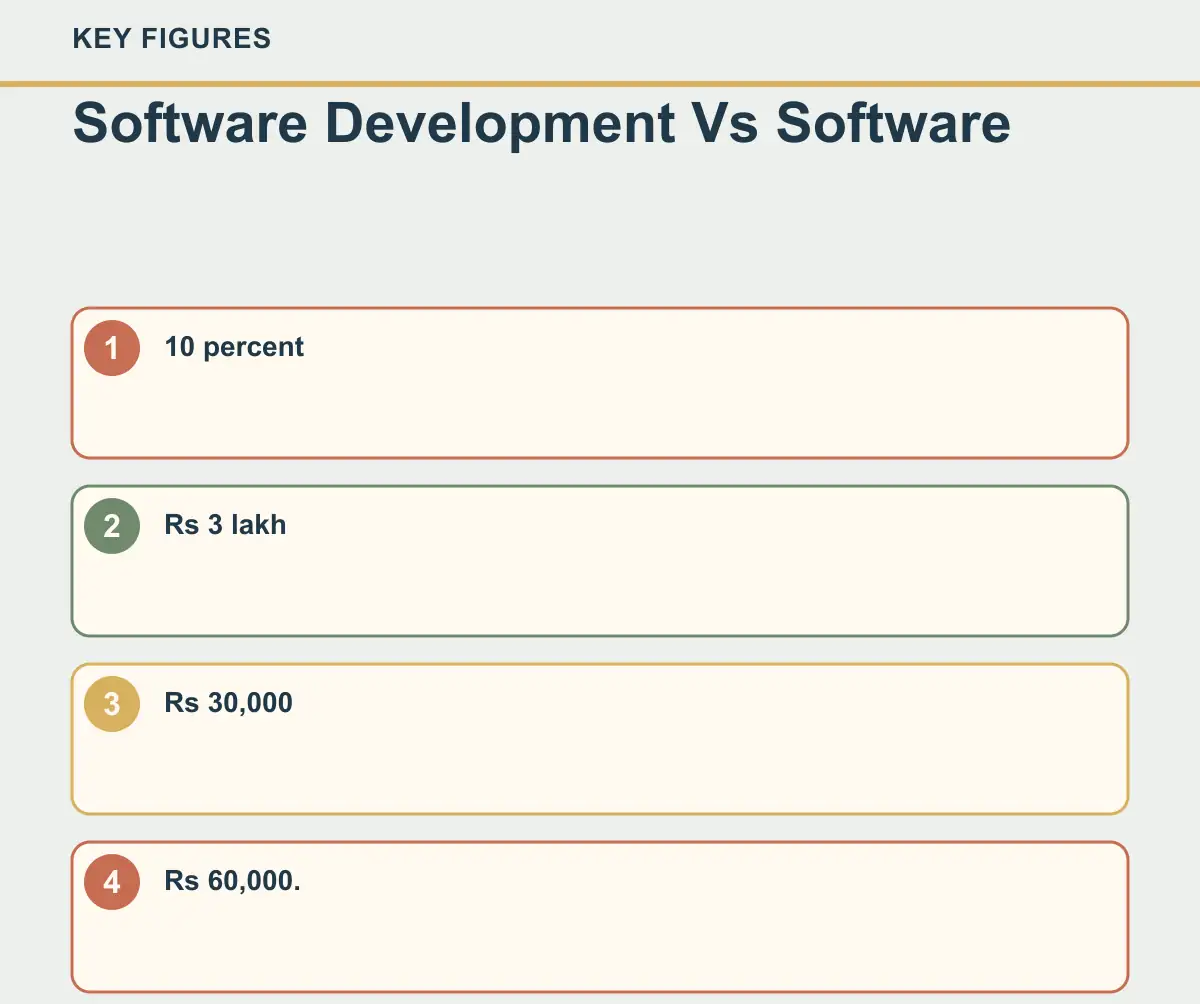 KEY FIGURES
Software Development Vs Software
1 10 percent
2 Rs 3 lakh
3 Rs 30,000
4 Rs 60,000.